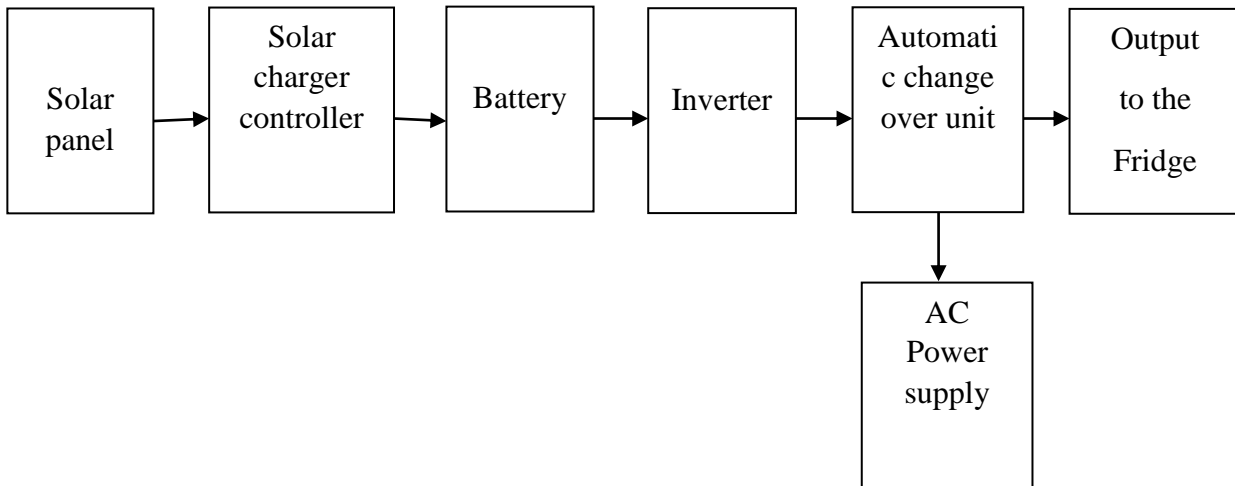 Solar
panel
Solar
charger
controller
Battery
Inverter
Automati
c change
over unit
Output
to the
Fridge
AC
Power
supply